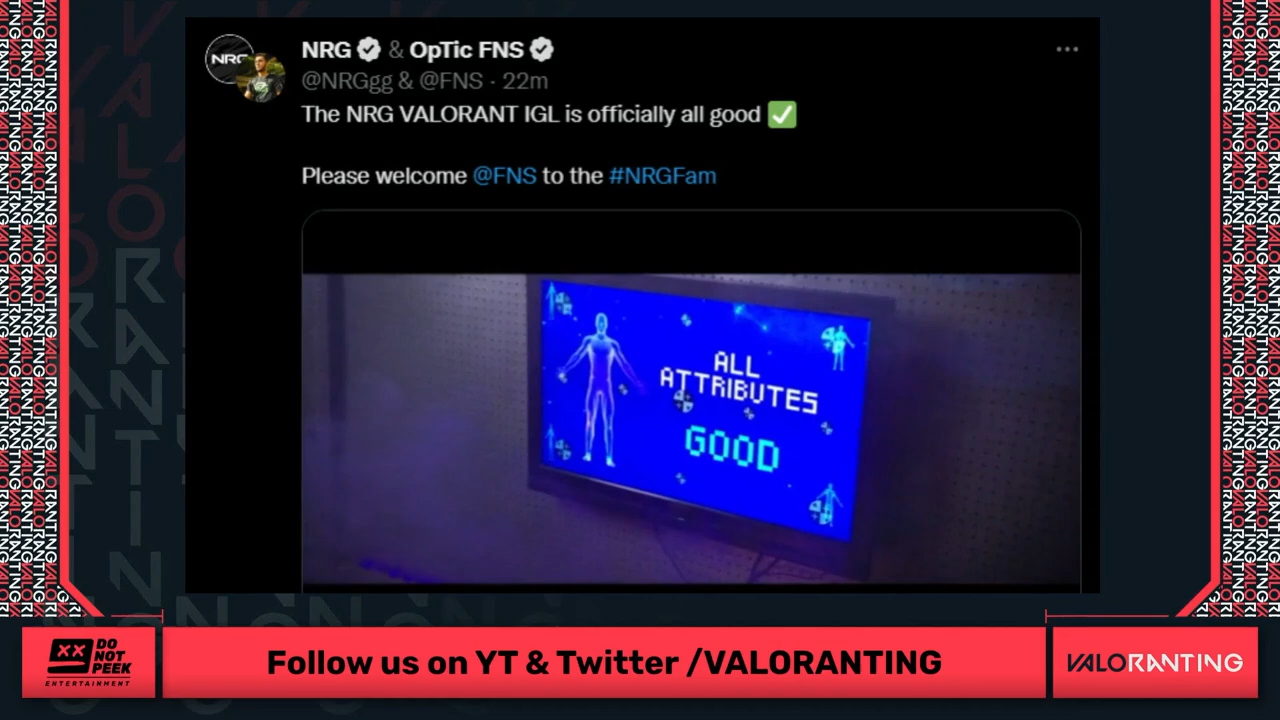 NRG & OpTic FNS
@NRGgg & @FNS · 22m
The NRG VALORANT IGL is officially all good ✅
Please welcome @FNS to the #NRGFam
NRG
ALL
ATTRIBUTES
GOOD
DO
NOT
PEEK
ENTERTAINMENT
Follow us on YT & Twitter /VALORANTING
VALORANTING